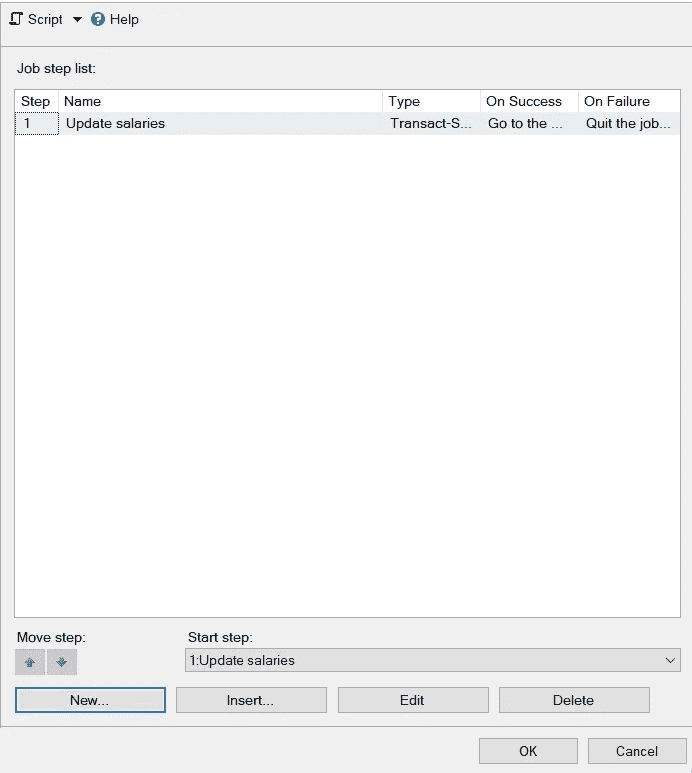 Script Help
Job step list:
Step Name Type On Success On Failure
1 Update salaries Transact-S... Go to the ... Quit the job...
Move step: Start step:
1:Update salaries
New... Insert... Edit Delete
OK Cancel